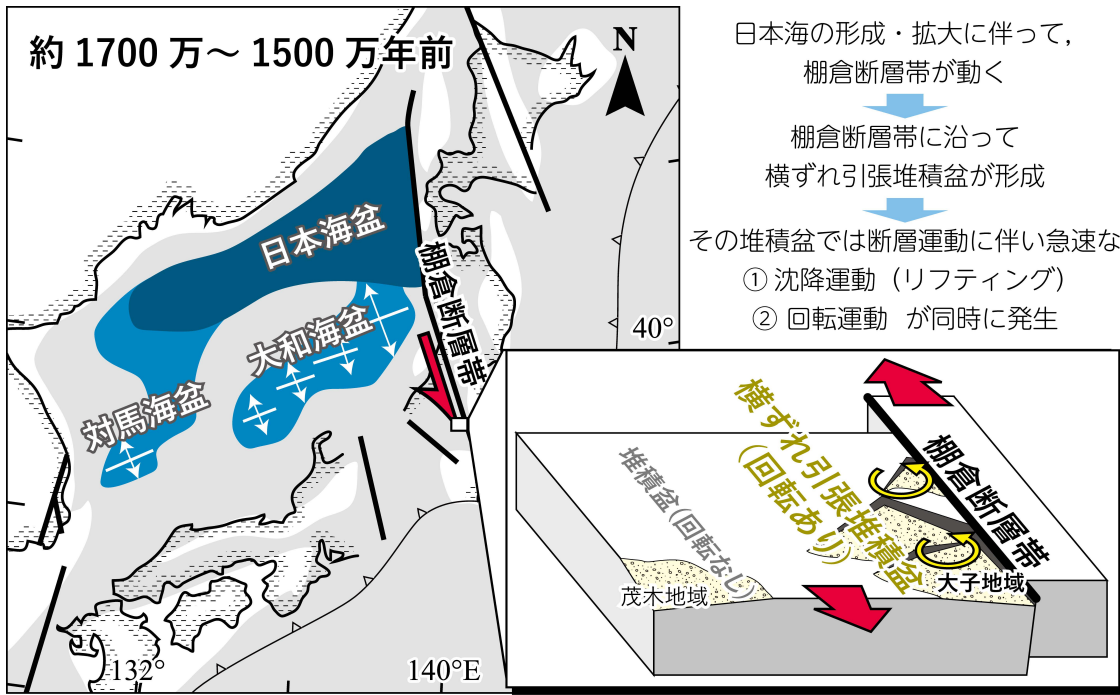 約 1700 万〜 1500 万年前
N
日本海盆
棚倉断層帯
大和海盆
対馬海盆
40°
132°
140°E
日本海の形成・拡大に伴って，
棚倉断層帯が動く
棚倉断層帯に沿って
横ずれ引張堆積盆が形成
その堆積盆では断層運動に伴い急速な
① 沈降運動（リフティング）
② 回転運動 が同時に発生
横ずれ引張堆積盆
（回転あり）
堆積盆（回転なし）
棚倉断層帯
茂木地域
大子地域